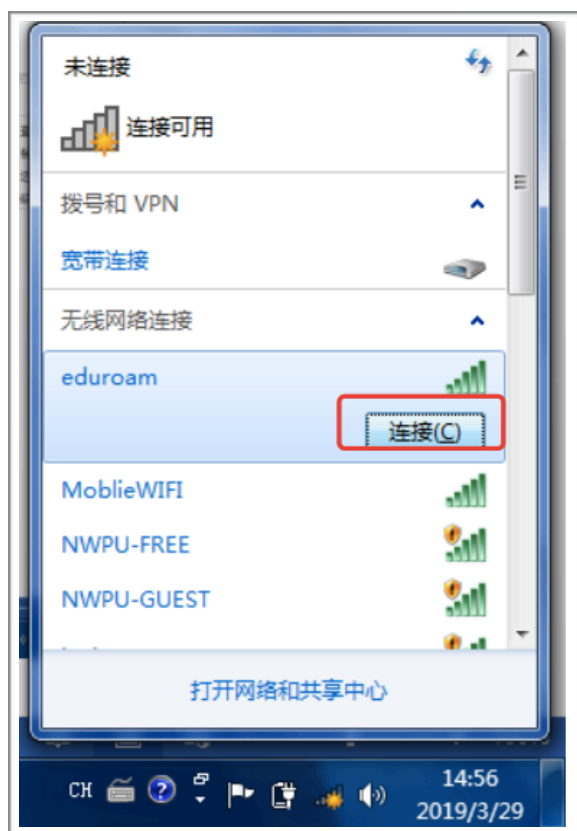 未连接
连接可用
拨号和 VPN
宽带连接
无线网络连接
eduroam
连接(C)
MoblieWIFI
NWPU-FREE
NWPU-GUEST
打开网络和共享中心
CH
14:56
2019/3/29